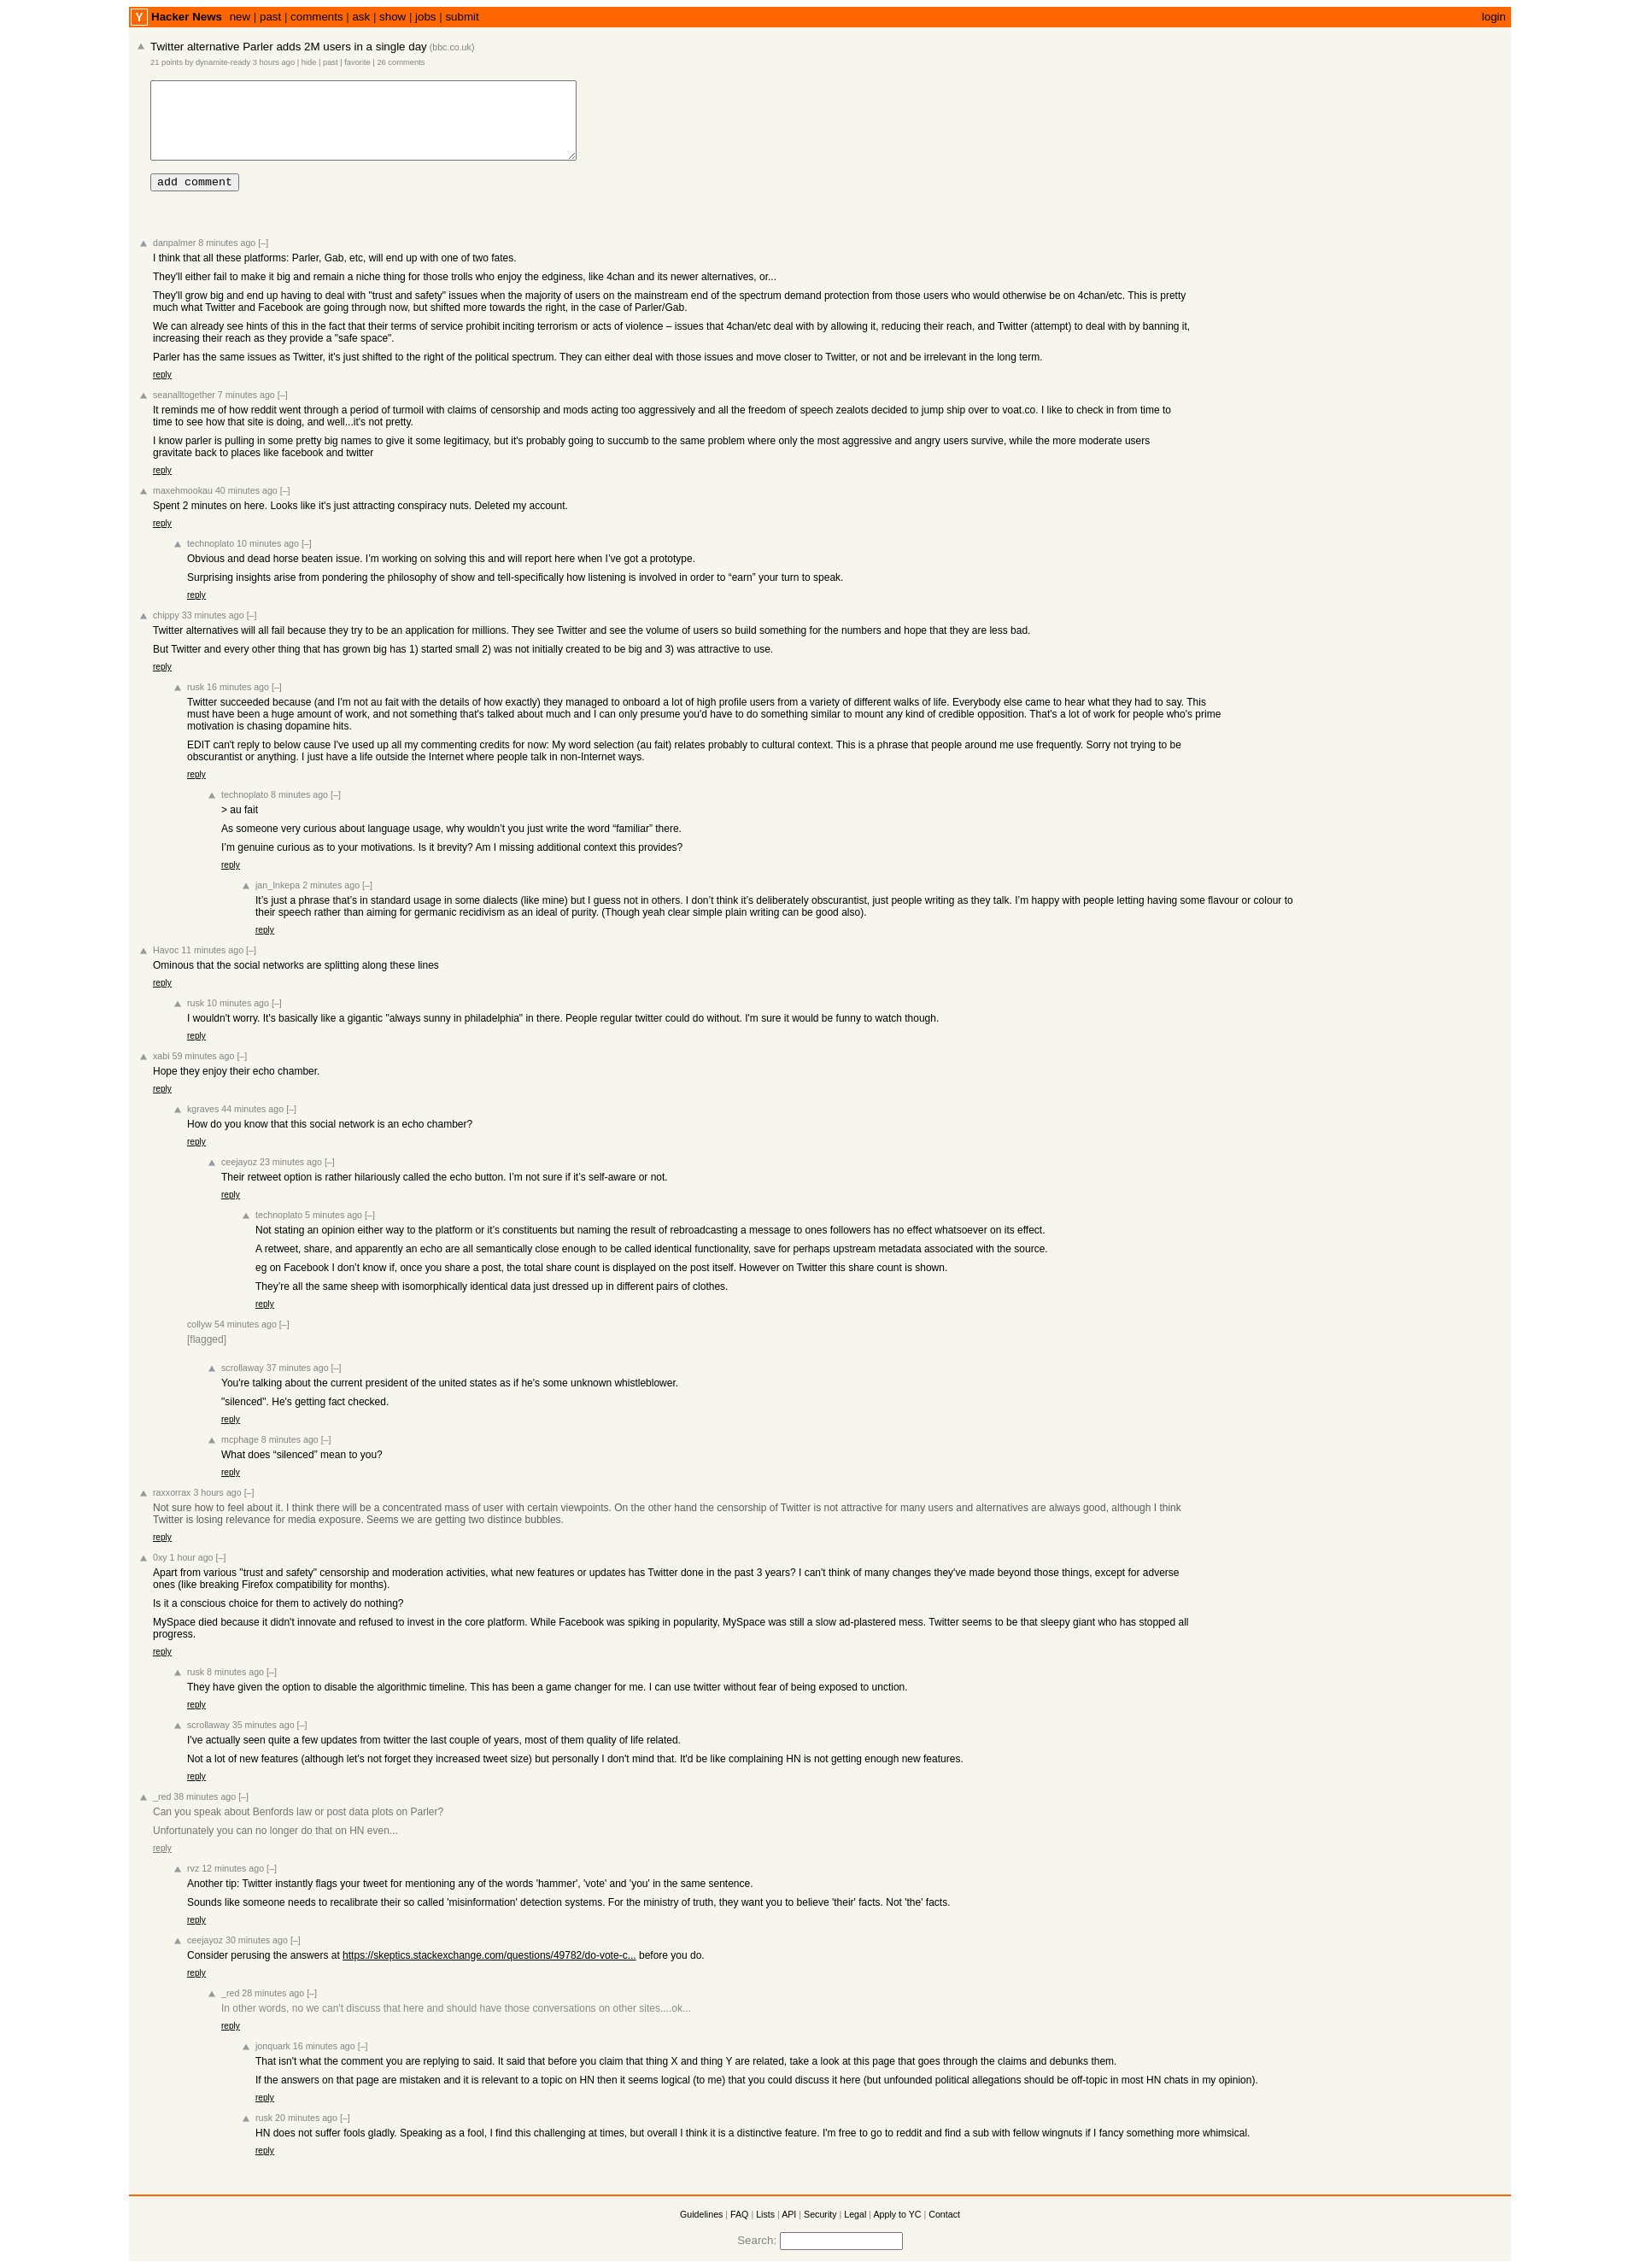 Y Hacker News new | past | comments | ask | show | jobs | submit login
Twitter alternative Parler adds 2M users in a single day (bbc.co.uk)
21 points by dynamite-ready 3 hours ago | hide | past | favorite | 26 comments
add comment
danpalmer 8 minutes ago [–]
I think that all these platforms: Parler, Gab, etc, will end up with one of two fates.
They'll either fail to make it big and remain a niche thing for those trolls who enjoy the edginess, like 4chan and its newer alternatives, or...
They'll grow big and end up having to deal with "trust and safety" issues when the majority of users on the mainstream end of the spectrum demand protection from those users who would otherwise be on 4chan/etc. This is pretty
much what Twitter and Facebook are going through now, but shifted more towards the right, in the case of Parler/Gab.
We can already see hints of this in the fact that their terms of service prohibit inciting terrorism or acts of violence – issues that 4chan/etc deal with by allowing it, reducing their reach, and Twitter (attempt) to deal with by banning it,
increasing their reach as they provide a "safe space".
Parler has the same issues as Twitter, it's just shifted to the right of the political spectrum. They can either deal with those issues and move closer to Twitter, or not and be irrelevant in the long term.
reply
seanalltogether 7 minutes ago [–]
It reminds me of how reddit went through a period of turmoil with claims of censorship and mods acting too aggressively and all the freedom of speech zealots decided to jump ship over to voat.co. I like to check in from time to
time to see how that site is doing, and well...it's not pretty.
I know parler is pulling in some pretty big names to give it some legitimacy, but it's probably going to succumb to the same problem where only the most aggressive and angry users survive, while the more moderate users
gravitate back to places like facebook and twitter
reply
maxehmookau 40 minutes ago [–]
Spent 2 minutes on here. Looks like it's just attracting conspiracy nuts. Deleted my account.
reply
technoplato 10 minutes ago [–]
Obvious and dead horse beaten issue. I’m working on solving this and will report here when I’ve got a prototype.
Surprising insights arise from pondering the philosophy of show and tell-specifically how listening is involved in order to “earn” your turn to speak.
reply
chippy 33 minutes ago [–]
Twitter alternatives will all fail because they try to be an application for millions. They see Twitter and see the volume of users so build something for the numbers and hope that they are less bad.
But Twitter and every other thing that has grown big has 1) started small 2) was not initially created to be big and 3) was attractive to use.
reply
rusk 16 minutes ago [–]
Twitter succeeded because (and I'm not au fait with the details of how exactly) they managed to onboard a lot of high profile users from a variety of different walks of life. Everybody else came to hear what they had to say. This
must have been a huge amount of work, and not something that's talked about much and I can only presume you'd have to do something similar to mount any kind of credible opposition. That's a lot of work for people who's prime
motivation is chasing dopamine hits.
EDIT can't reply to below cause I've used up all my commenting credits for now: My word selection (au fait) relates probably to cultural context. This is a phrase that people around me use frequently. Sorry not trying to be
obscurantist or anything. I just have a life outside the Internet where people talk in non-Internet ways.
reply
technoplato 8 minutes ago [–]
> au fait
As someone very curious about language usage, why wouldn’t you just write the word “familiar” there.
I’m genuine curious as to your motivations. Is it brevity? Am I missing additional context this provides?
reply
jan_Inkepa 2 minutes ago [–]
It’s just a phrase that’s in standard usage in some dialects (like mine) but I guess not in others. I don’t think it’s deliberately obscurantist, just people writing as they talk. I’m happy with people letting having some flavour or colour to
their speech rather than aiming for germanic recidivism as an ideal of purity. (Though yeah clear simple plain writing can be good also).
reply
Havoc 11 minutes ago [–]
Ominous that the social networks are splitting along these lines
reply
rusk 10 minutes ago [–]
I wouldn't worry. It's basically like a gigantic "always sunny in philadelphia" in there. People regular twitter could do without. I'm sure it would be funny to watch though.
reply
xabi 59 minutes ago [–]
Hope they enjoy their echo chamber.
reply
kgraves 44 minutes ago [–]
How do you know that this social network is an echo chamber?
reply
ceejayoz 23 minutes ago [–]
Their retweet option is rather hilariously called the echo button. I’m not sure if it’s self-aware or not.
reply
technoplato 5 minutes ago [–]
Not stating an opinion either way to the platform or it’s constituents but naming the result of rebroadcasting a message to ones followers has no effect whatsoever on its effect.
A retweet, share, and apparently an echo are all semantically close enough to be called identical functionality, save for perhaps upstream metadata associated with the source.
eg on Facebook I don’t know if, once you share a post, the total share count is displayed on the post itself. However on Twitter this share count is shown.
They’re all the same sheep with isomorphically identical data just dressed up in different pairs of clothes.
reply
collyw 54 minutes ago [–]
[flagged]
scrollaway 37 minutes ago [–]
You're talking about the current president of the united states as if he's some unknown whistleblower.
"silenced". He's getting fact checked.
reply
mcphage 8 minutes ago [–]
What does “silenced” mean to you?
reply
raxxorrax 3 hours ago [–]
Not sure how to feel about it. I think there will be a concentrated mass of user with certain viewpoints. On the other hand the censorship of Twitter is not attractive for many users and alternatives are always good, although I think
Twitter is losing relevance for media exposure. Seems we are getting two distince bubbles.
reply
0xy 1 hour ago [–]
Apart from various "trust and safety" censorship and moderation activities, what new features or updates has Twitter done in the past 3 years? I can't think of many changes they've made beyond those things, except for adverse
ones (like breaking Firefox compatibility for months).
Is it a conscious choice for them to actively do nothing?
MySpace died because it didn't innovate and refused to invest in the core platform. While Facebook was spiking in popularity, MySpace was still a slow ad-plastered mess. Twitter seems to be that sleepy giant who has stopped all
progress.
reply
rusk 8 minutes ago [–]
They have given the option to disable the algorithmic timeline. This has been a game changer for me. I can use twitter without fear of being exposed to unction.
reply
scrollaway 35 minutes ago [–]
I've actually seen quite a few updates from twitter the last couple of years, most of them quality of life related.
Not a lot of new features (although let's not forget they increased tweet size) but personally I don't mind that. It'd be like complaining HN is not getting enough new features.
reply
_red 38 minutes ago [–]
Can you speak about Benfords law or post data plots on Parler?
Unfortunately you can no longer do that on HN even...
reply
rvz 12 minutes ago [–]
Another tip: Twitter instantly flags your tweet for mentioning any of the words 'hammer', 'vote' and 'you' in the same sentence.
Sounds like someone needs to recalibrate their so called 'misinformation' detection systems. For the ministry of truth, they want you to believe 'their' facts. Not 'the' facts.
reply
ceejayoz 30 minutes ago [–]
Consider perusing the answers at https://skeptics.stackexchange.com/questions/49782/do-vote-c... before you do.
reply
_red 28 minutes ago [–]
In other words, no we can't discuss that here and should have those conversations on other sites....ok...
reply
jonquark 16 minutes ago [–]
That isn't what the comment you are replying to said. It said that before you claim that thing X and thing Y are related, take a look at this page that goes through the claims and debunks them.
If the answers on that page are mistaken and it is relevant to a topic on HN then it seems logical (to me) that you could discuss it here (but unfounded political allegations should be off-topic in most HN chats in my opinion).
reply
rusk 20 minutes ago [–]
HN does not suffer fools gladly. Speaking as a fool, I find this challenging at times, but overall I think it is a distinctive feature. I'm free to go to reddit and find a sub with fellow wingnuts if I fancy something more whimsical.
reply
Guidelines | FAQ | Lists | API | Security | Legal | Apply to YC | Contact
Search: